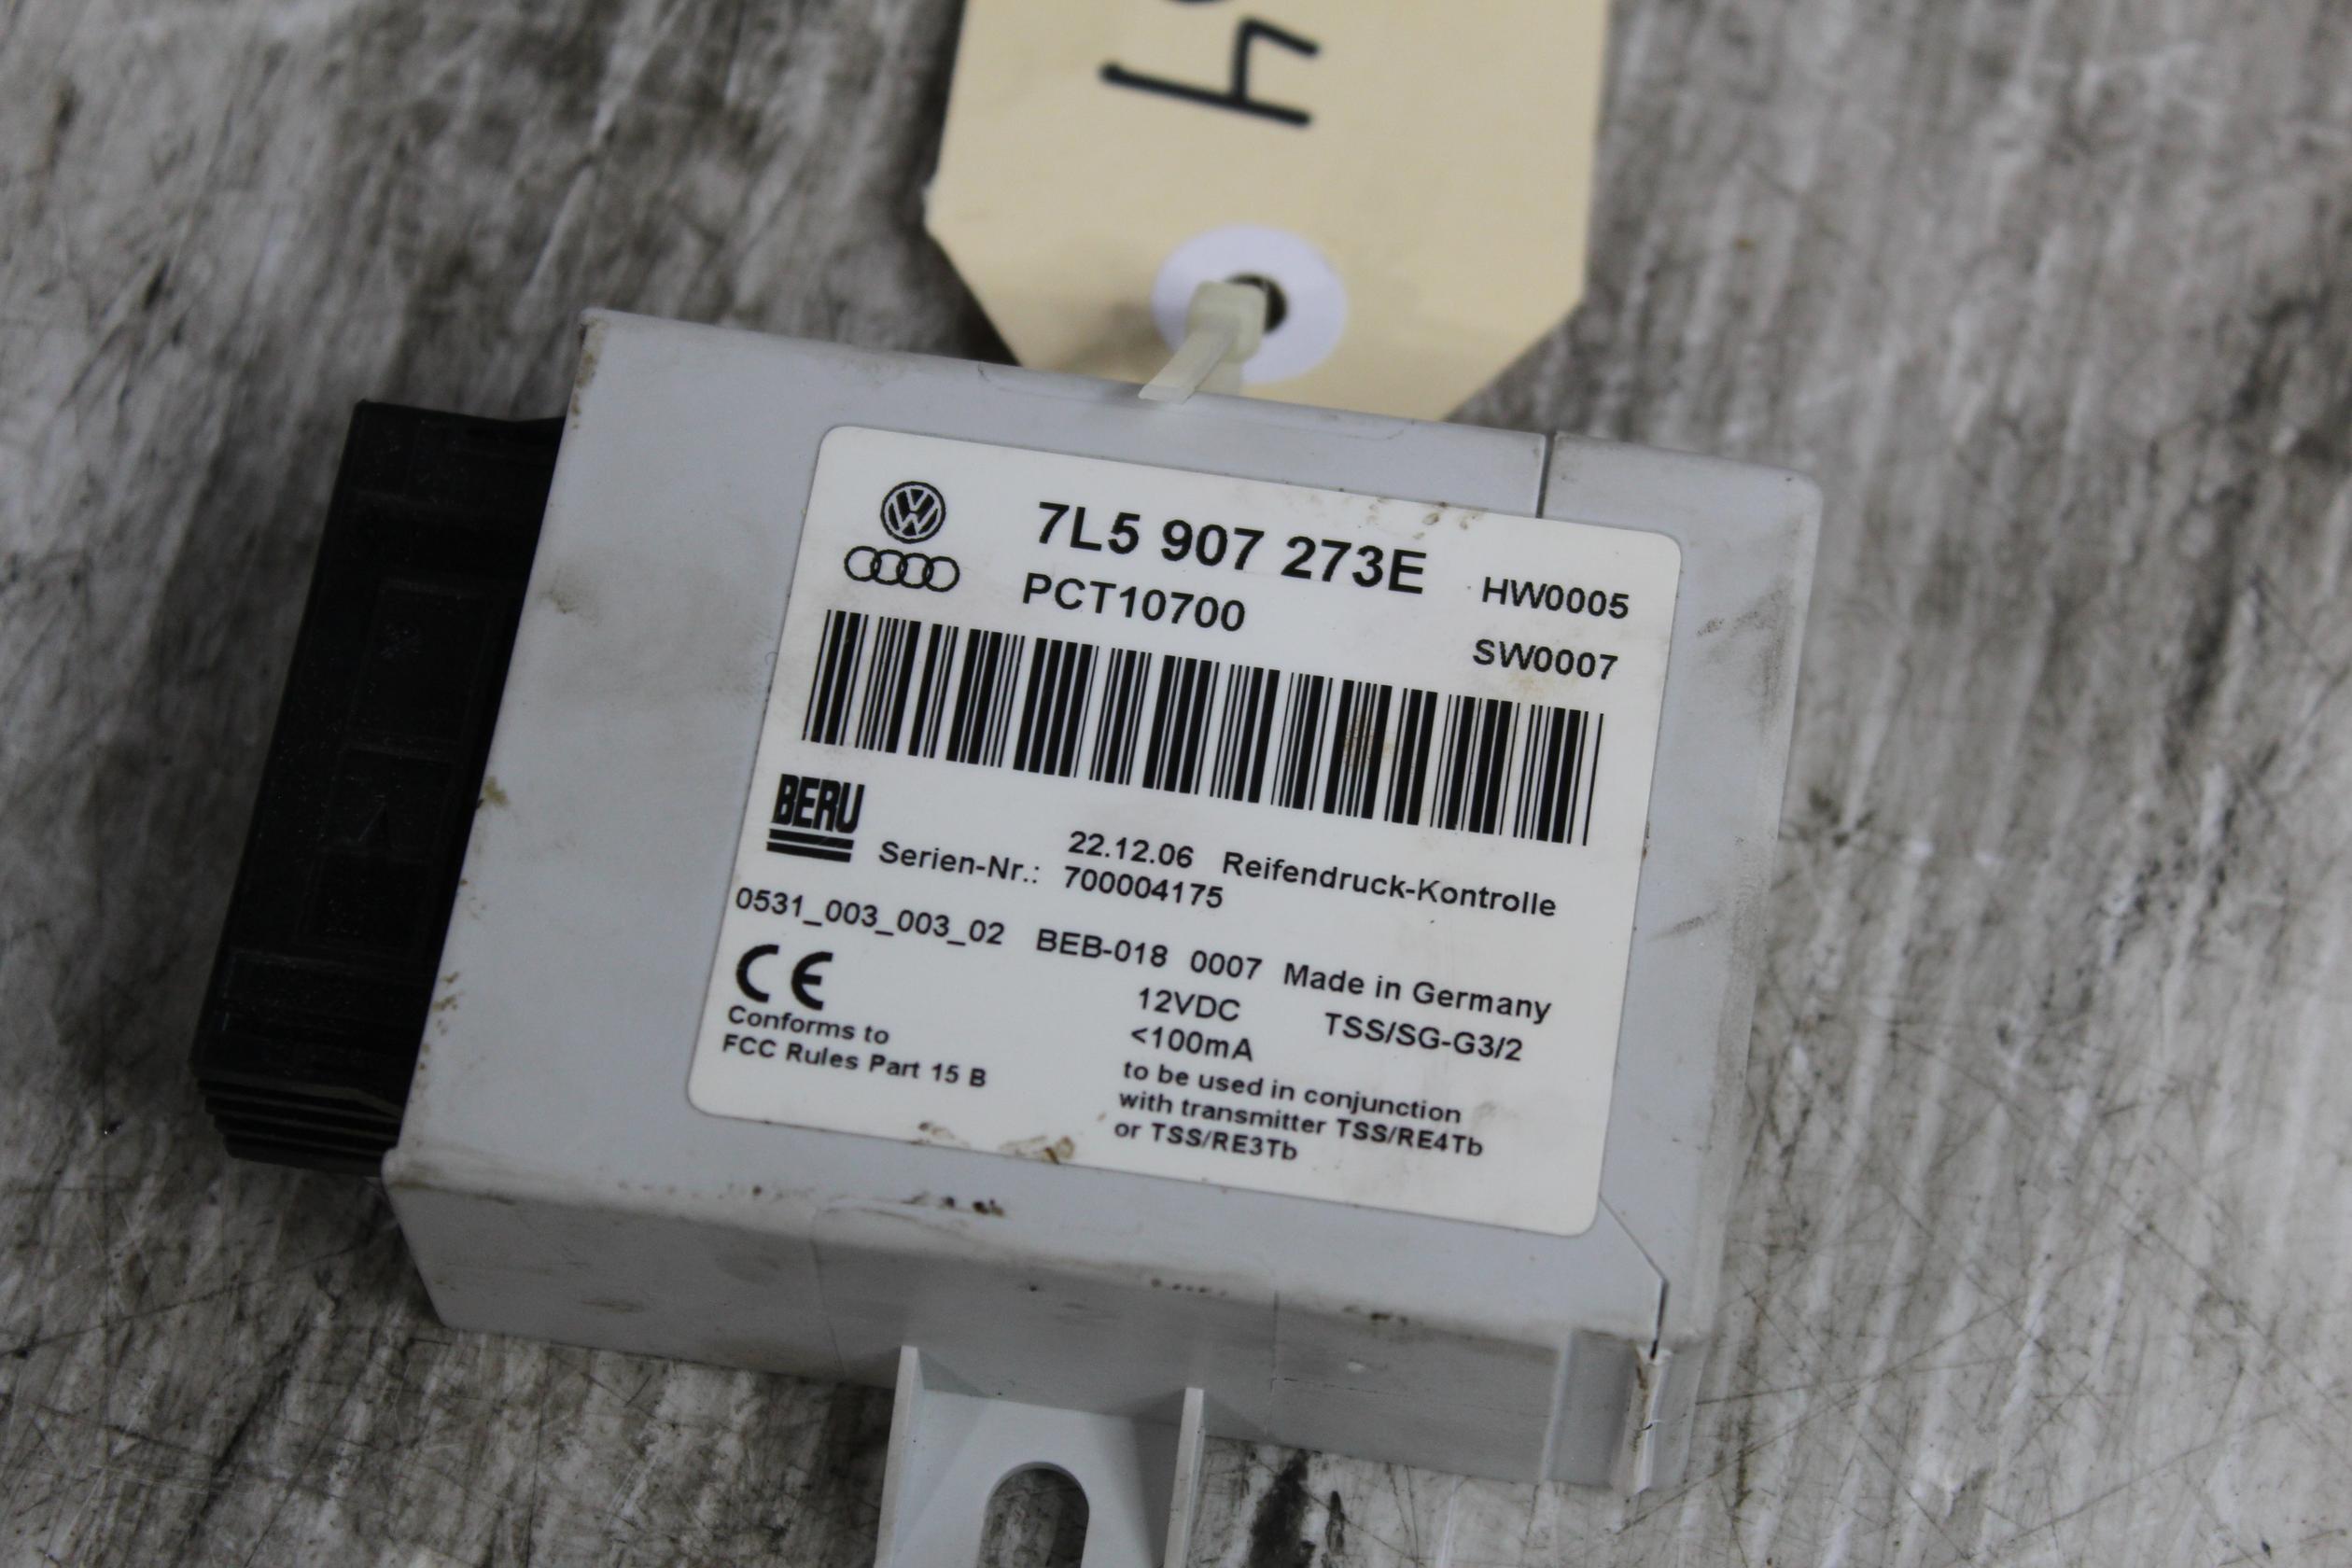 7L5 907 273E HW0005
PCT10700 SW0007
BERU
22.12.06 Reifendruck-Kontrolle
Serien-Nr.: 700004175
0531_003_003_02 BEB-018 0007 Made in Germany
CE 12VDC TSS/SG-G3/2
Conforms to <100mA
FCC Rules Part 15 B to be used in conjunction
with transmitter TSS/RE4Tb
or TSS/RE3Tb